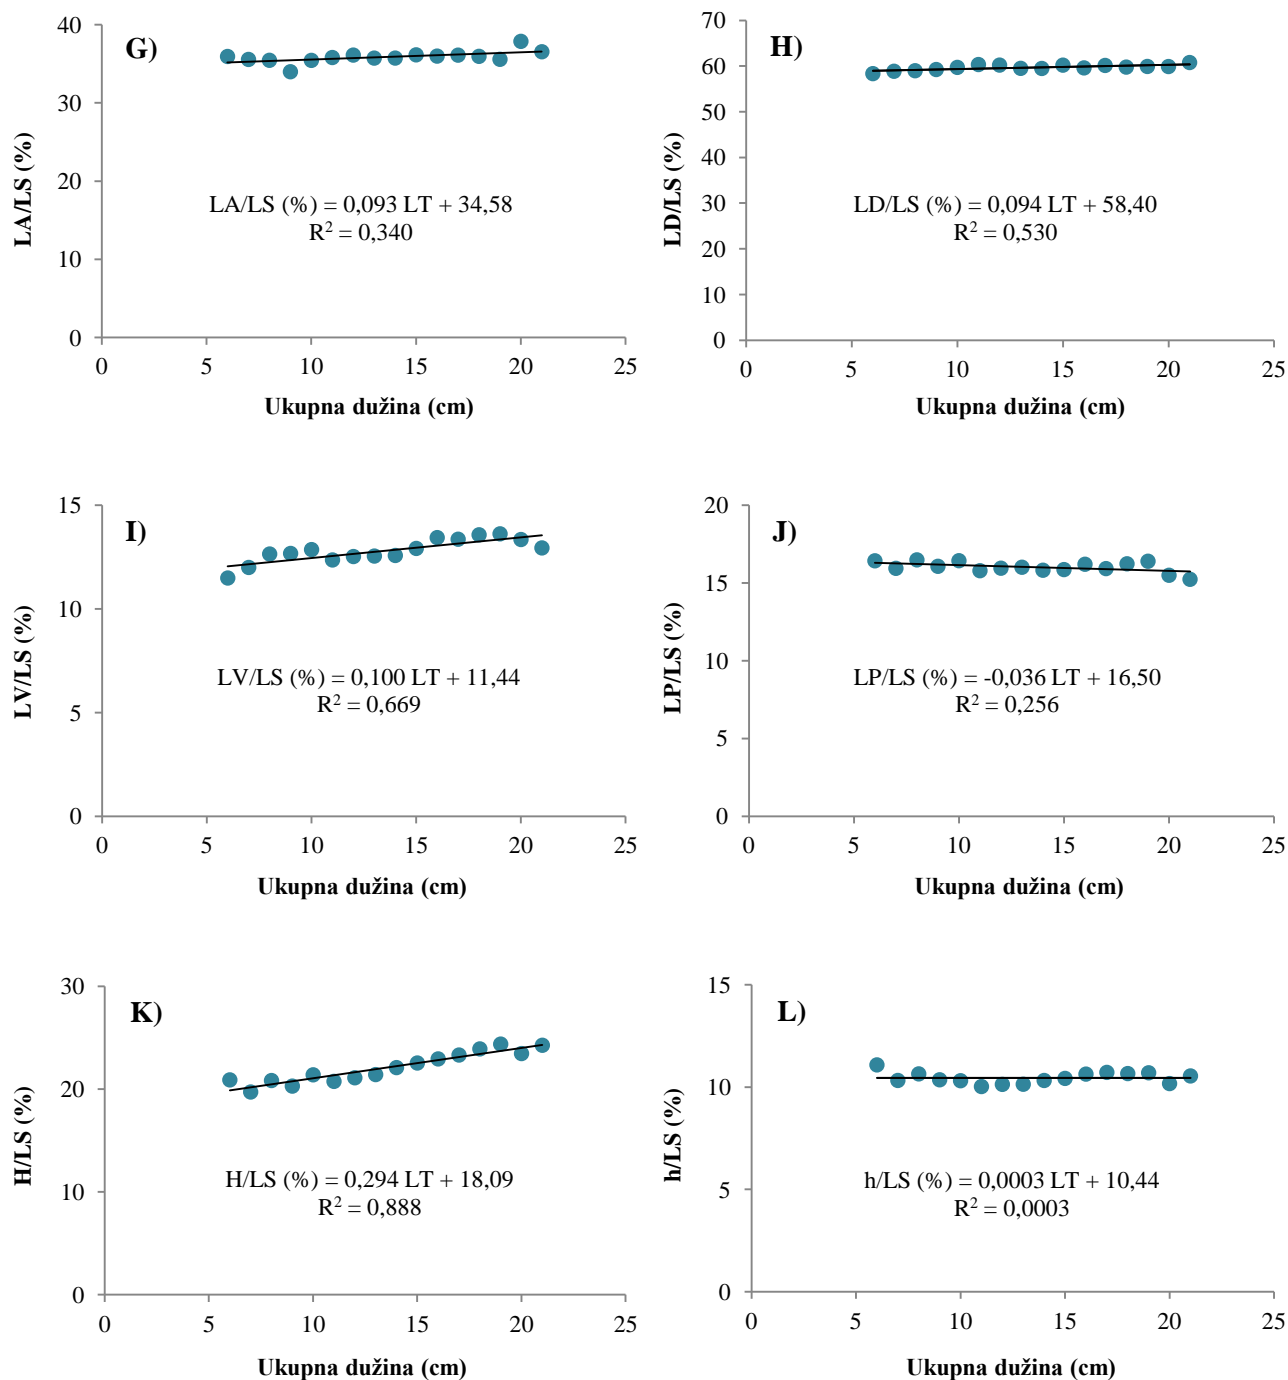 G)
LA/LS (%)
40
30
20
10
0
LA/LS (%) = 0,093 LT + 34,58
R² = 0,340
0 5 10 15 20 25
Ukupna dužina (cm)
H)
LD/LS (%)
70
60
50
40
30
20
10
0
LD/LS (%) = 0,094 LT + 58,40
R² = 0,530
0 5 10 15 20 25
Ukupna dužina (cm)
I)
LV/LS (%)
15
10
5
0
LV/LS (%) = 0,100 LT + 11,44
R² = 0,669
0 5 10 15 20 25
Ukupna dužina (cm)
J)
LP/LS (%)
20
15
10
5
0
LP/LS (%) = -0,036 LT + 16,50
R² = 0,256
0 5 10 15 20 25
Ukupna dužina (cm)
K)
H/LS (%)
30
20
10
0
H/LS (%) = 0,294 LT + 18,09
R² = 0,888
0 5 10 15 20 25
Ukupna dužina (cm)
L)
h/LS (%)
15
10
5
0
h/LS (%) = 0,0003 LT + 10,44
R² = 0,0003
0 5 10 15 20 25
Ukupna dužina (cm)